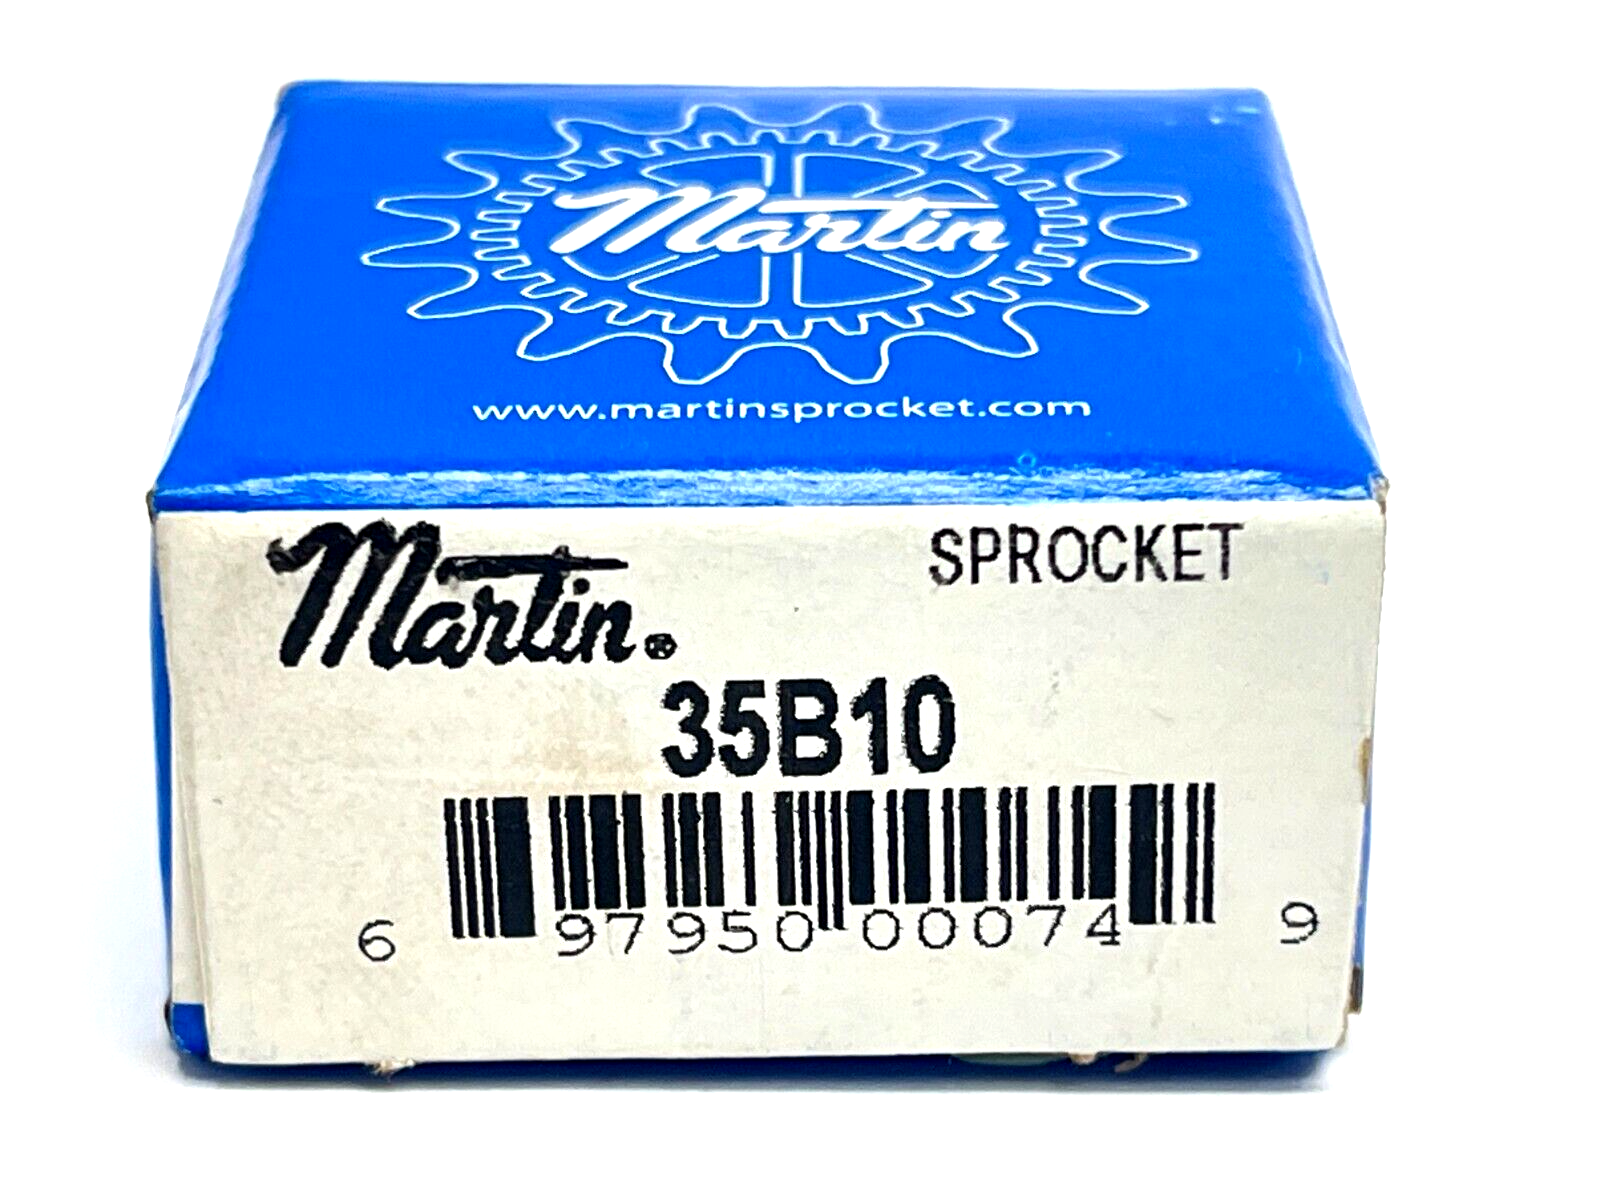 Martin
www.martinsprocket.com
Martin® SPROCKET
35B10
6 97950 00074 9